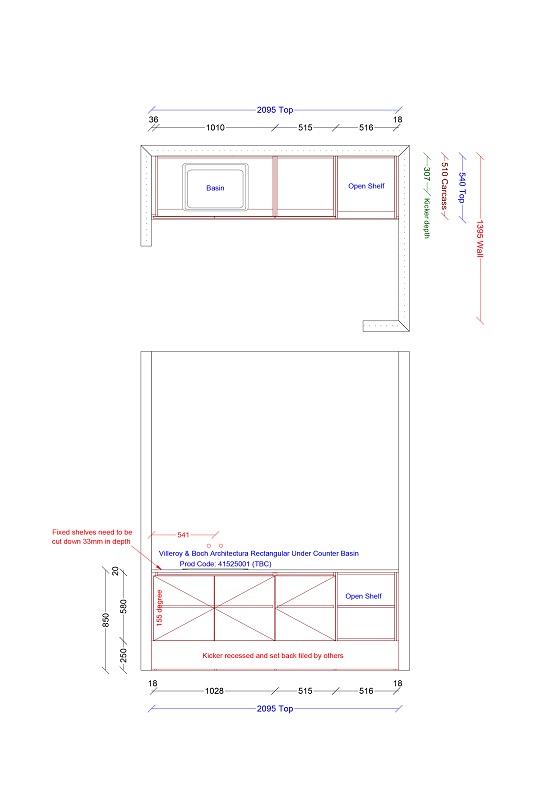 2095 Top
36
18
1010
515
516
Basin
Open Shelf
307
Kicker depth
510 Carcass
540 Top
1395 Wall
Fixed shelves need to be
cut down 33mm in depth
541
Villeroy & Boch Architectura Rectangular Under Counter Basin
Prod Code: 41525001 (TBC)
20
580
850
250
155 degree
Open Shelf
Kicker recessed and set back tiled by others
18
18
1028
515
516
2095 Top